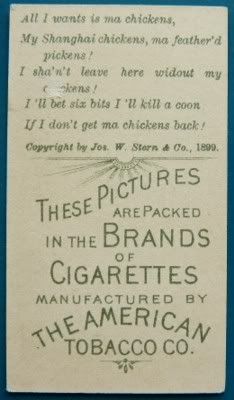 All I wants is ma chickens,
My Shanghai chickens, ma feather'd
pickens!
I sha'n't leave here widout my
chickens!
I 'll bet six bits I 'll kill a coon
If I don't get ma chickens back!
Copyright by Jos. W. Stern & Co., 1899.
THESE PICTURES
ARE PACKED
IN THE BRANDS
OF
CIGARETTES
MANUFACTURED BY
THE AMERICAN
TOBACCO CO.